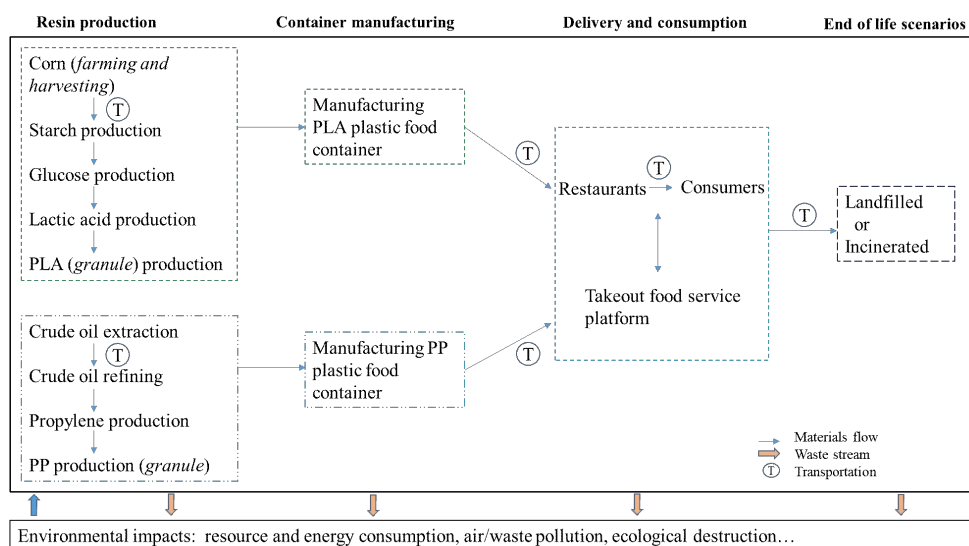 Resin production
Container manufacturing
Delivery and consumption
End of life scenarios
Corn (farming and
harvesting)
T
Starch production
Glucose production
Lactic acid production
PLA (granule) production
Manufacturing
PLA plastic food
container
T
Restaurants
T
Consumers
Takeout food service
platform
T
Landfilled
or
Incinerated
Crude oil extraction
T
Crude oil refining
Propylene production
PP production (granule)
Manufacturing PP
plastic food
container
T
Materials flow
Waste stream
T Transportation
Environmental impacts: resource and energy consumption, air/waste pollution, ecological destruction…